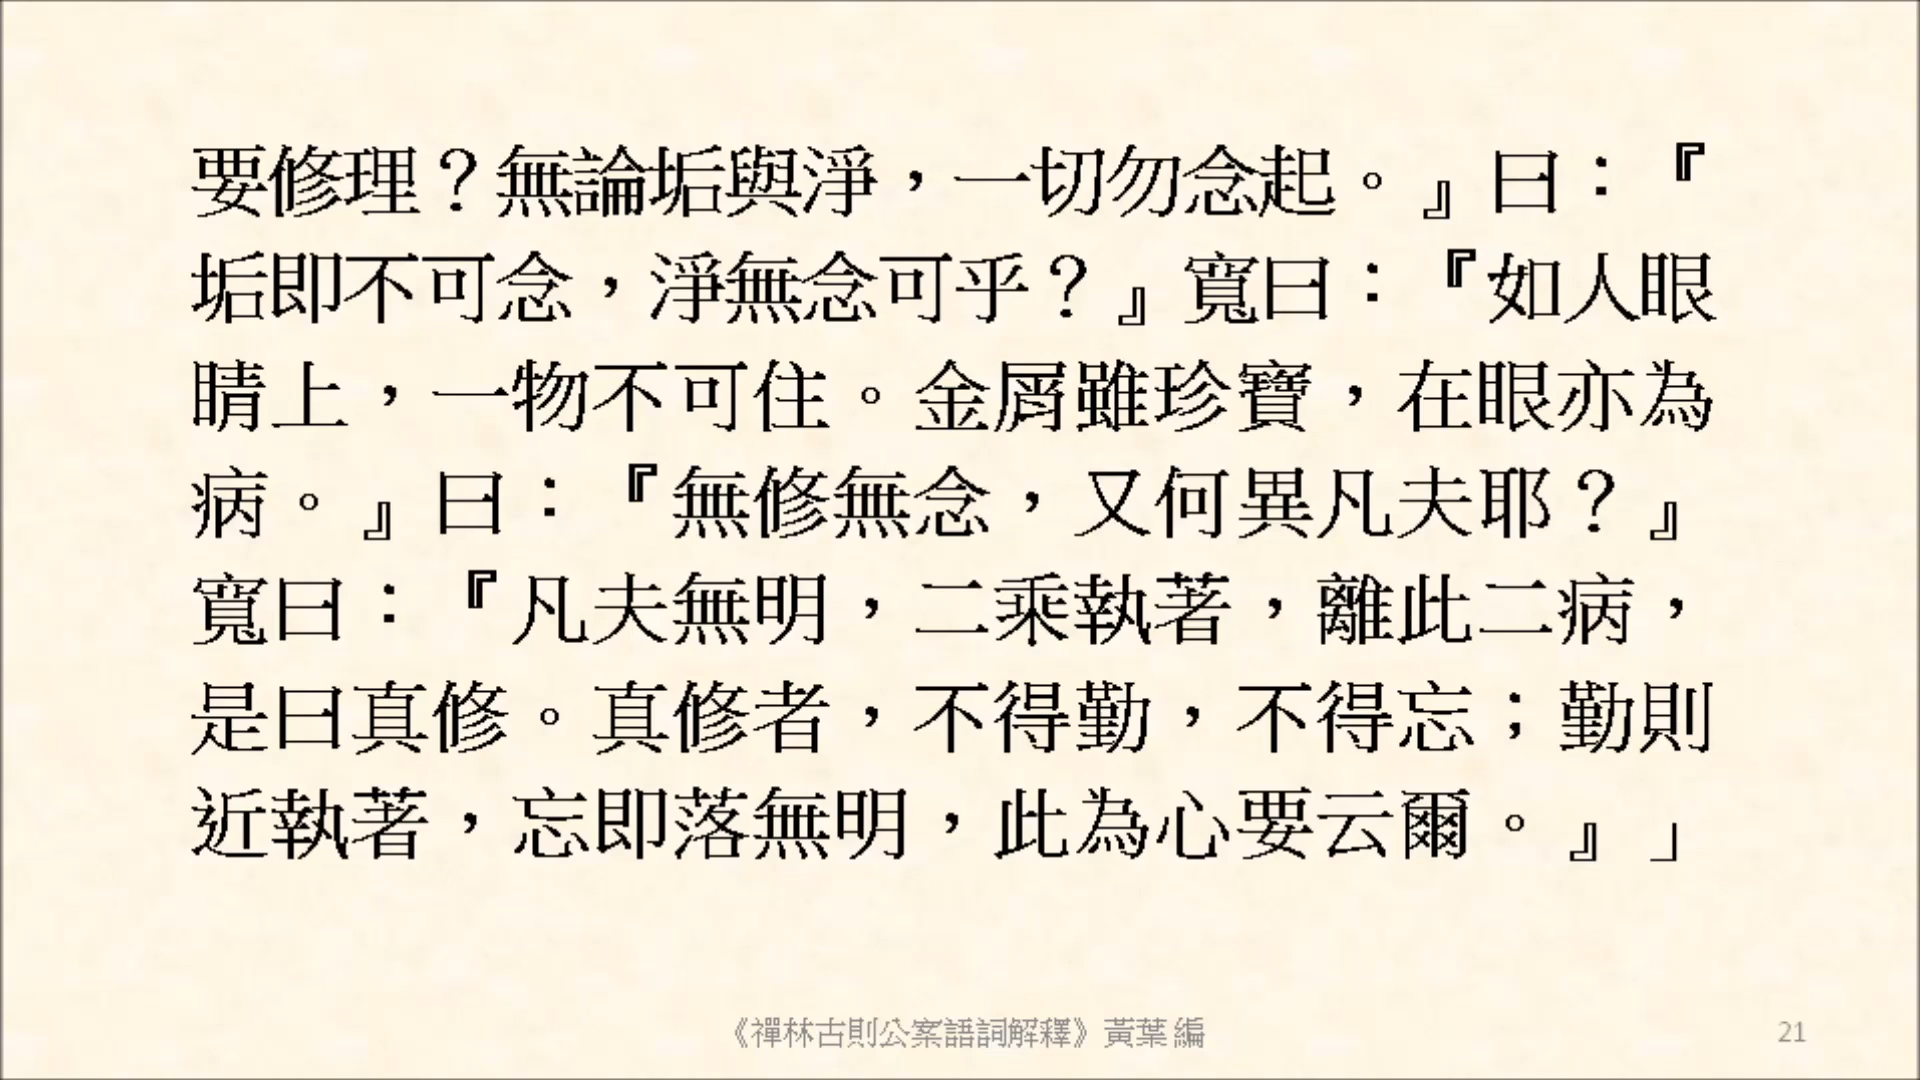 要修理？無論垢與淨，一切勿念起。』曰：『
垢即不可念，淨無念可乎？』寬曰：『如人眼
睛上，一物不可住。金屑雖珍寶，在眼亦為
病。』曰：『無修無念，又何異凡夫耶？』
寬曰：『凡夫無明，二乘執著，離此二病，
是曰真修。真修者，不得勤，不得忘；勤則
近執著，忘即落無明，此為心要云爾。』」
《禪林古則公案語詞解釋》黃葉 編
21